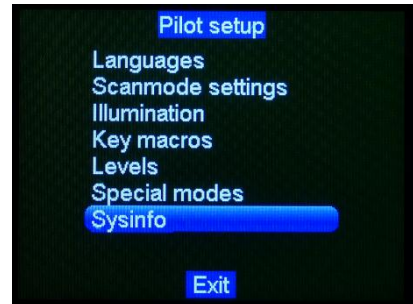 Pilot setup
Languages
Scanmode settings
Illumination
Key macros
Levels
Special modes
Sysinfo
Exit